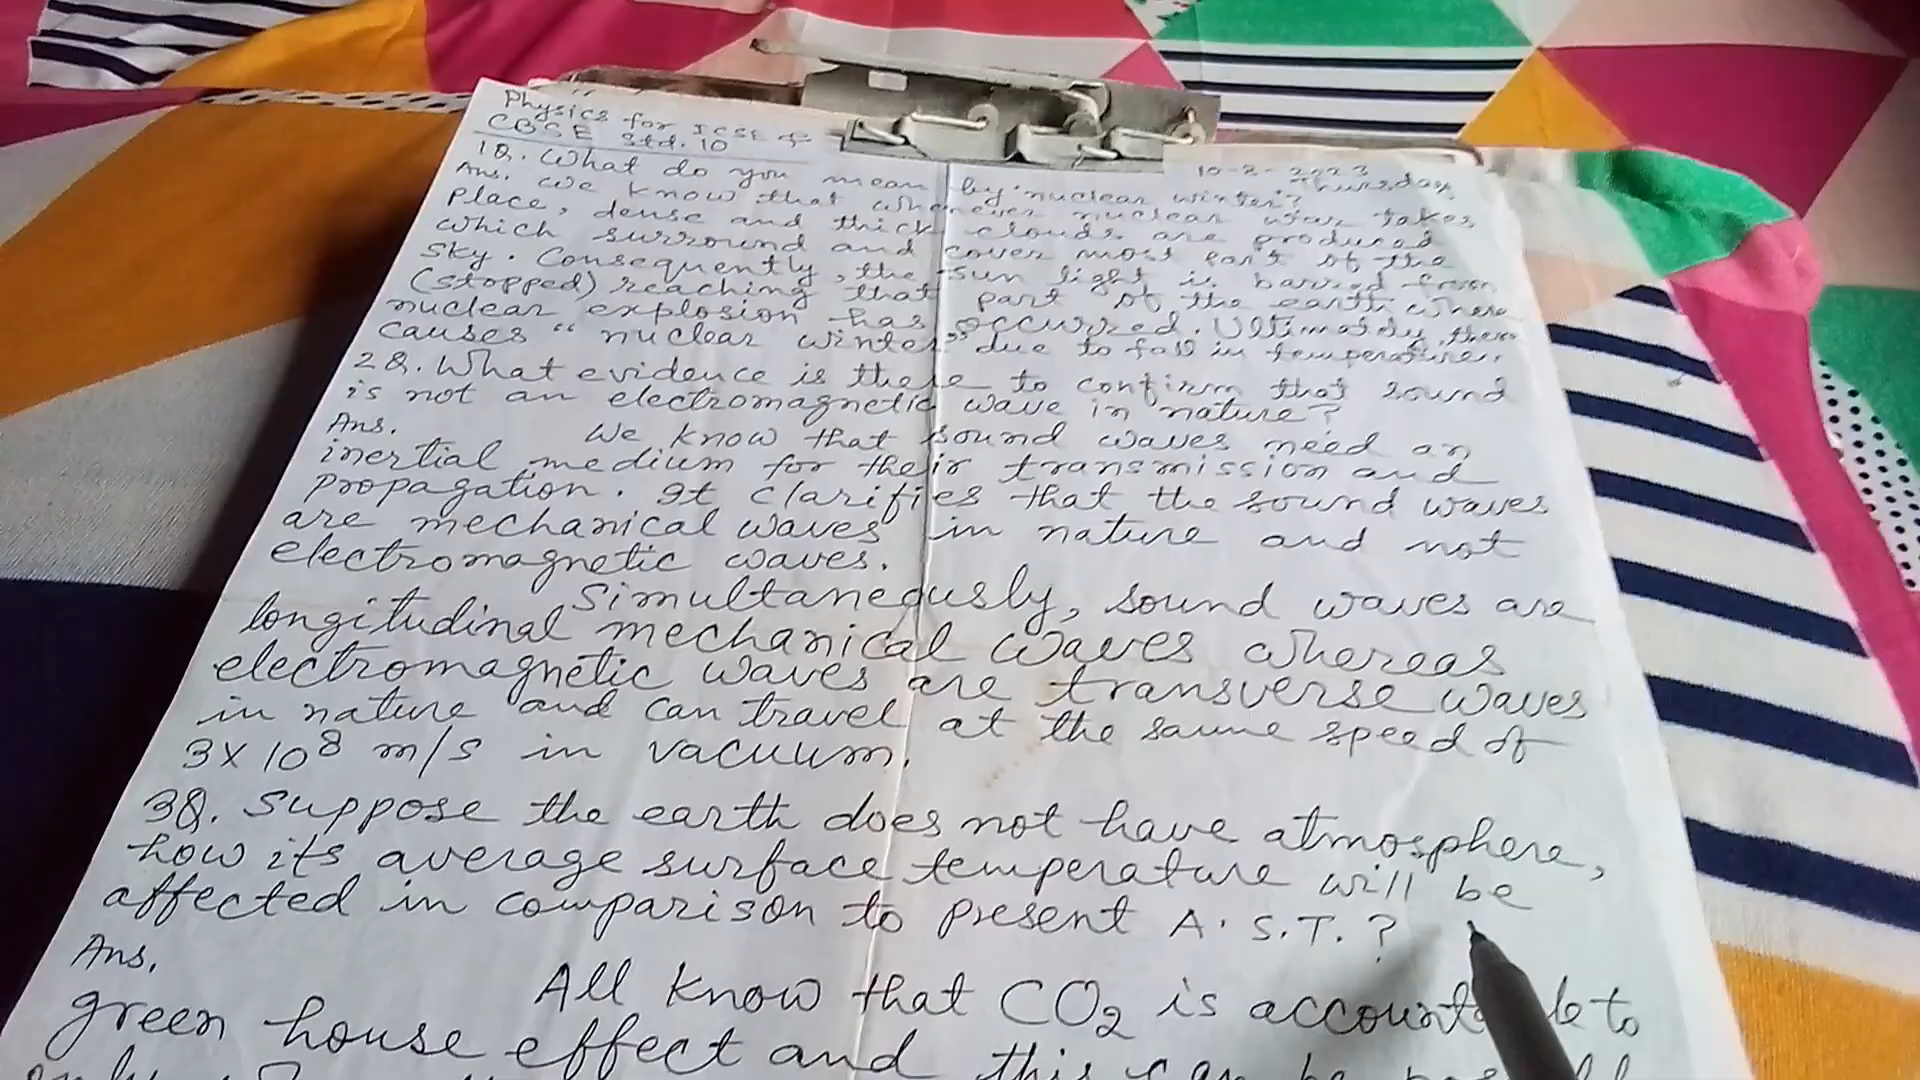 Physics for ICSE &
CBSE Std. 10
10-2-2023
Thursday
1Q. What do you mean by "nuclear winter"?
Ans. We know that whenever nuclear war takes
place, dense and thick clouds are produced
which surround and cover most part of the
sky. Consequently, the sun light is barred from
(stopped) reaching that part of the earth where
nuclear explosion has occurred. Ultimately, there
causes "nuclear winter" due to fall in temperature.
2Q. What evidence is there to confirm that sound
is not an electromagnetic wave in nature?
Ans.
We know that sound waves need an
inertial medium for their transmission and
propagation. It clarifies that the sound waves
are mechanical waves in nature and not
electromagnetic waves.
Simultaneously, sound waves are
longitudinal mechanical waves whereas
electromagnetic waves are transverse waves
in nature and can travel at the same speed of
3x10⁸ m/s in vacuum.
3Q. Suppose the earth does not have atmosphere,
how its average surface temperature will be
affected in comparison to present A.S.T.?
Ans.
All know that CO₂ is to
green house effect and this can be